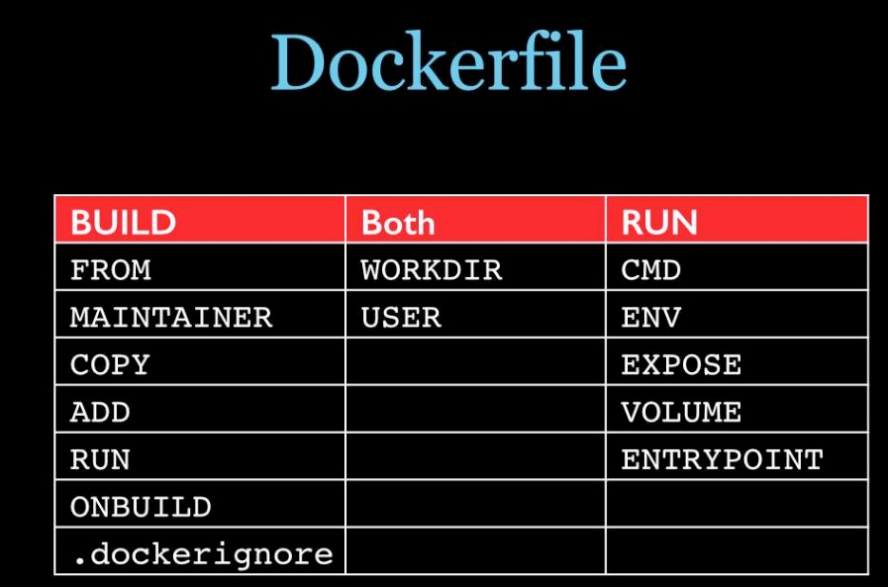 Dockerfile
BUILD Both RUN
FROM WORKDIR CMD
MAINTAINER USER ENV
COPY EXPOSE
ADD VOLUME
RUN ENTRYPOINT
ONBUILD
.dockerignore